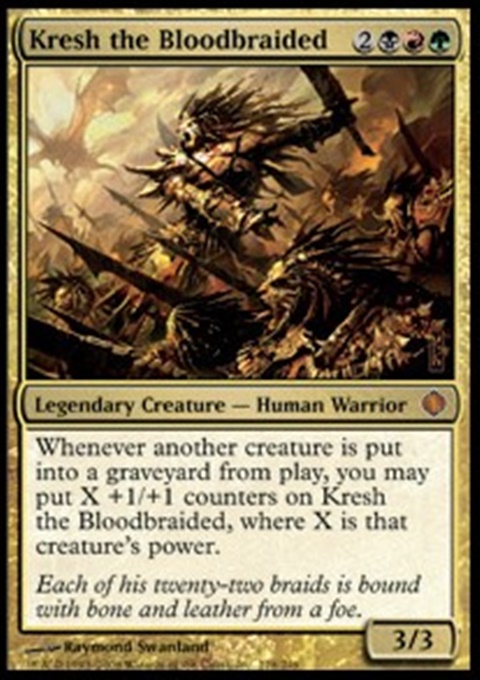 Kresh the Bloodbraided 2
Legendary Creature — Human Warrior
Whenever another creature is put
into a graveyard from play, you may
put X +1/+1 counters on Kresh
the Bloodbraided, where X is that
creature's power.
Each of his twenty-two braids is bound
with bone and leather from a foe.
Raymond Swanland
3/3